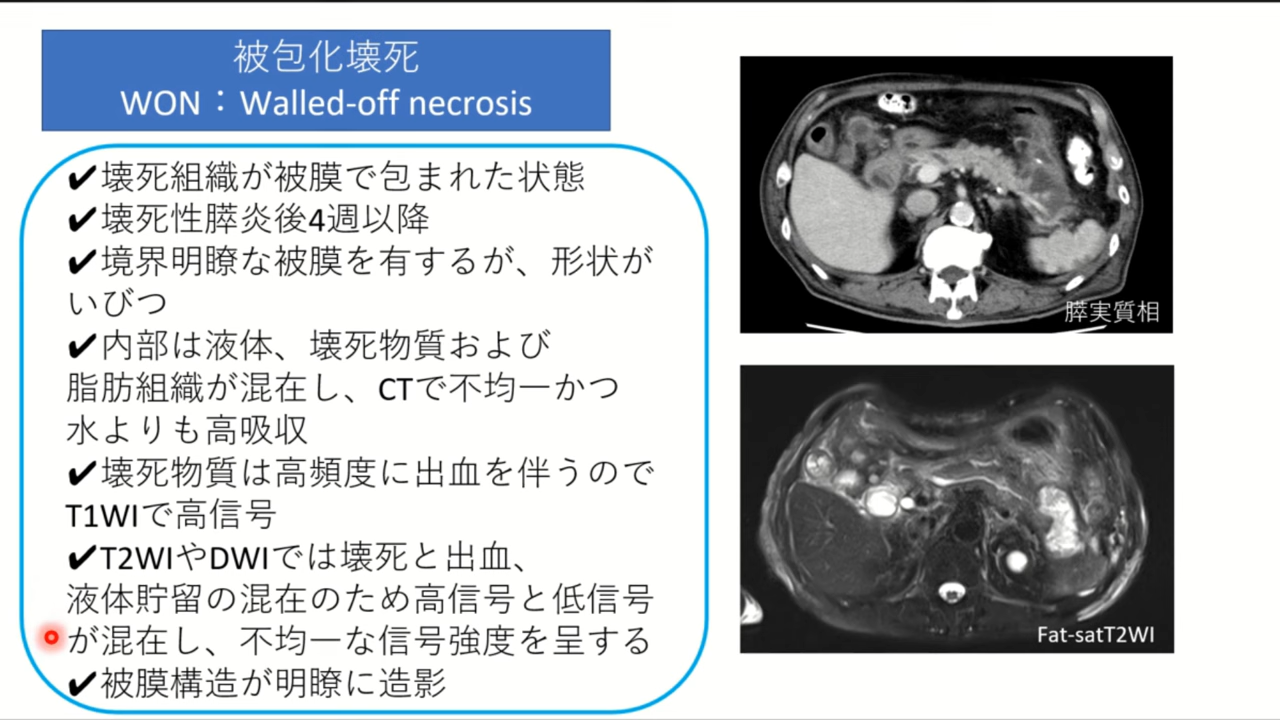 被包化壊死
WON：Walled-off necrosis
✔壊死組織が被膜で包まれた状態
✔壊死性膵炎後4週以降
✔境界明瞭な被膜を有するが、形状が
いびつ
✔内部は液体、壊死物質および
脂肪組織が混在し、CTで不均一かつ
水よりも高吸収
✔壊死物質は高頻度に出血を伴うので
T1WIで高信号
✔T2WIやDWIでは壊死と出血、
液体貯留の混在のため高信号と低信号
が混在し、不均一な信号強度を呈する
✔被膜構造が明瞭に造影
膵実質相
Fat-satT2WI